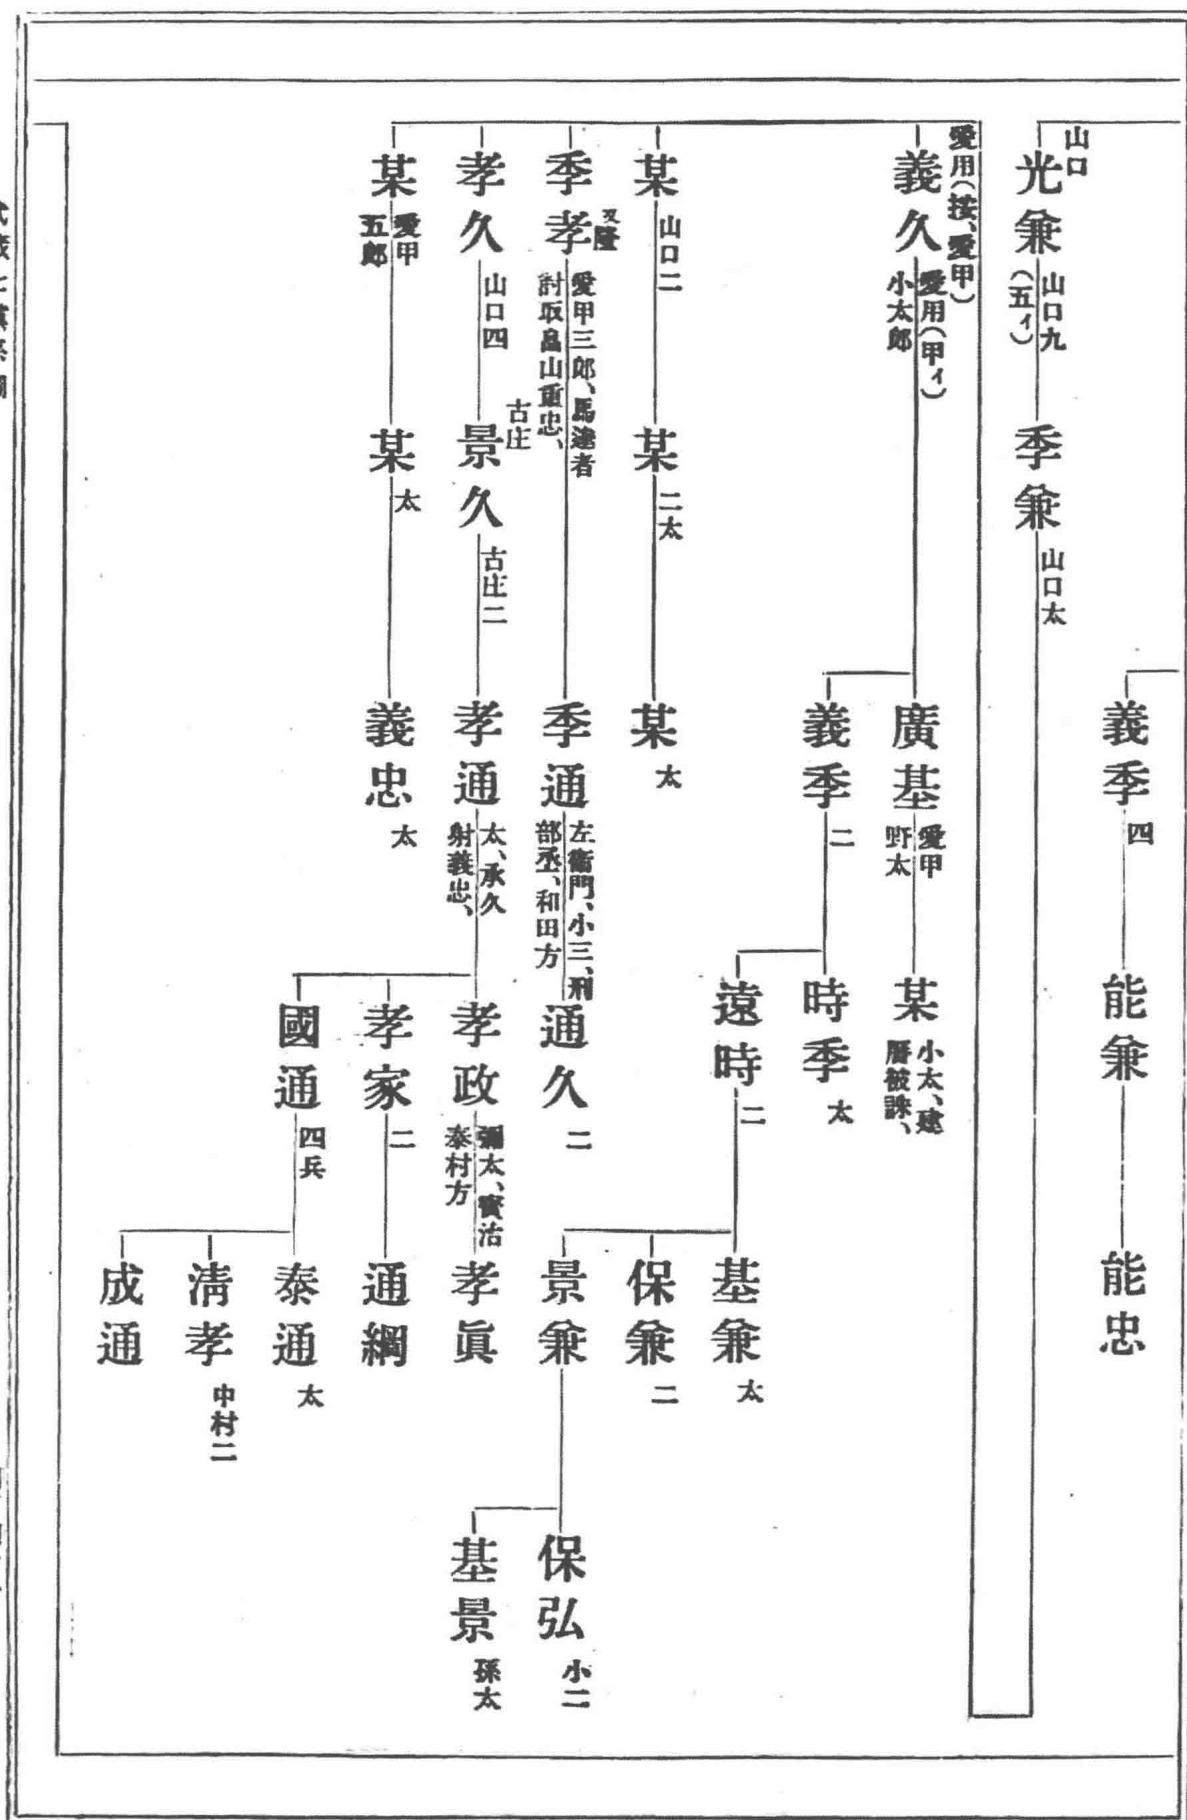 義季 四
能兼
能忠
山口
光兼 山口九(五イ)
季兼 山口太
愛用(按、愛甲)
義久 愛用(甲イ)小太郎
廣基 愛甲野太
某 小太、建曆被誅、
義季 二
時季 太
遠時 二
基兼 太
保兼 二
景兼
保弘 小二
基景 孫太
某 山口二
某 二太
某 太
季孝 又隆 愛甲三郎、馬達者 討取畠山重忠、
季通 左衞門、小三、刑部丞、和田方
通久 二
孝久 山口四
古庄
景久 古庄二
孝通 太、承久射義忠、
孝政 彌太、寶治泰村方
孝眞
孝家 二
通綱
國通 四兵
泰通 太
淸孝 中村二
成通
某 愛甲五郎
某 太
義忠 太